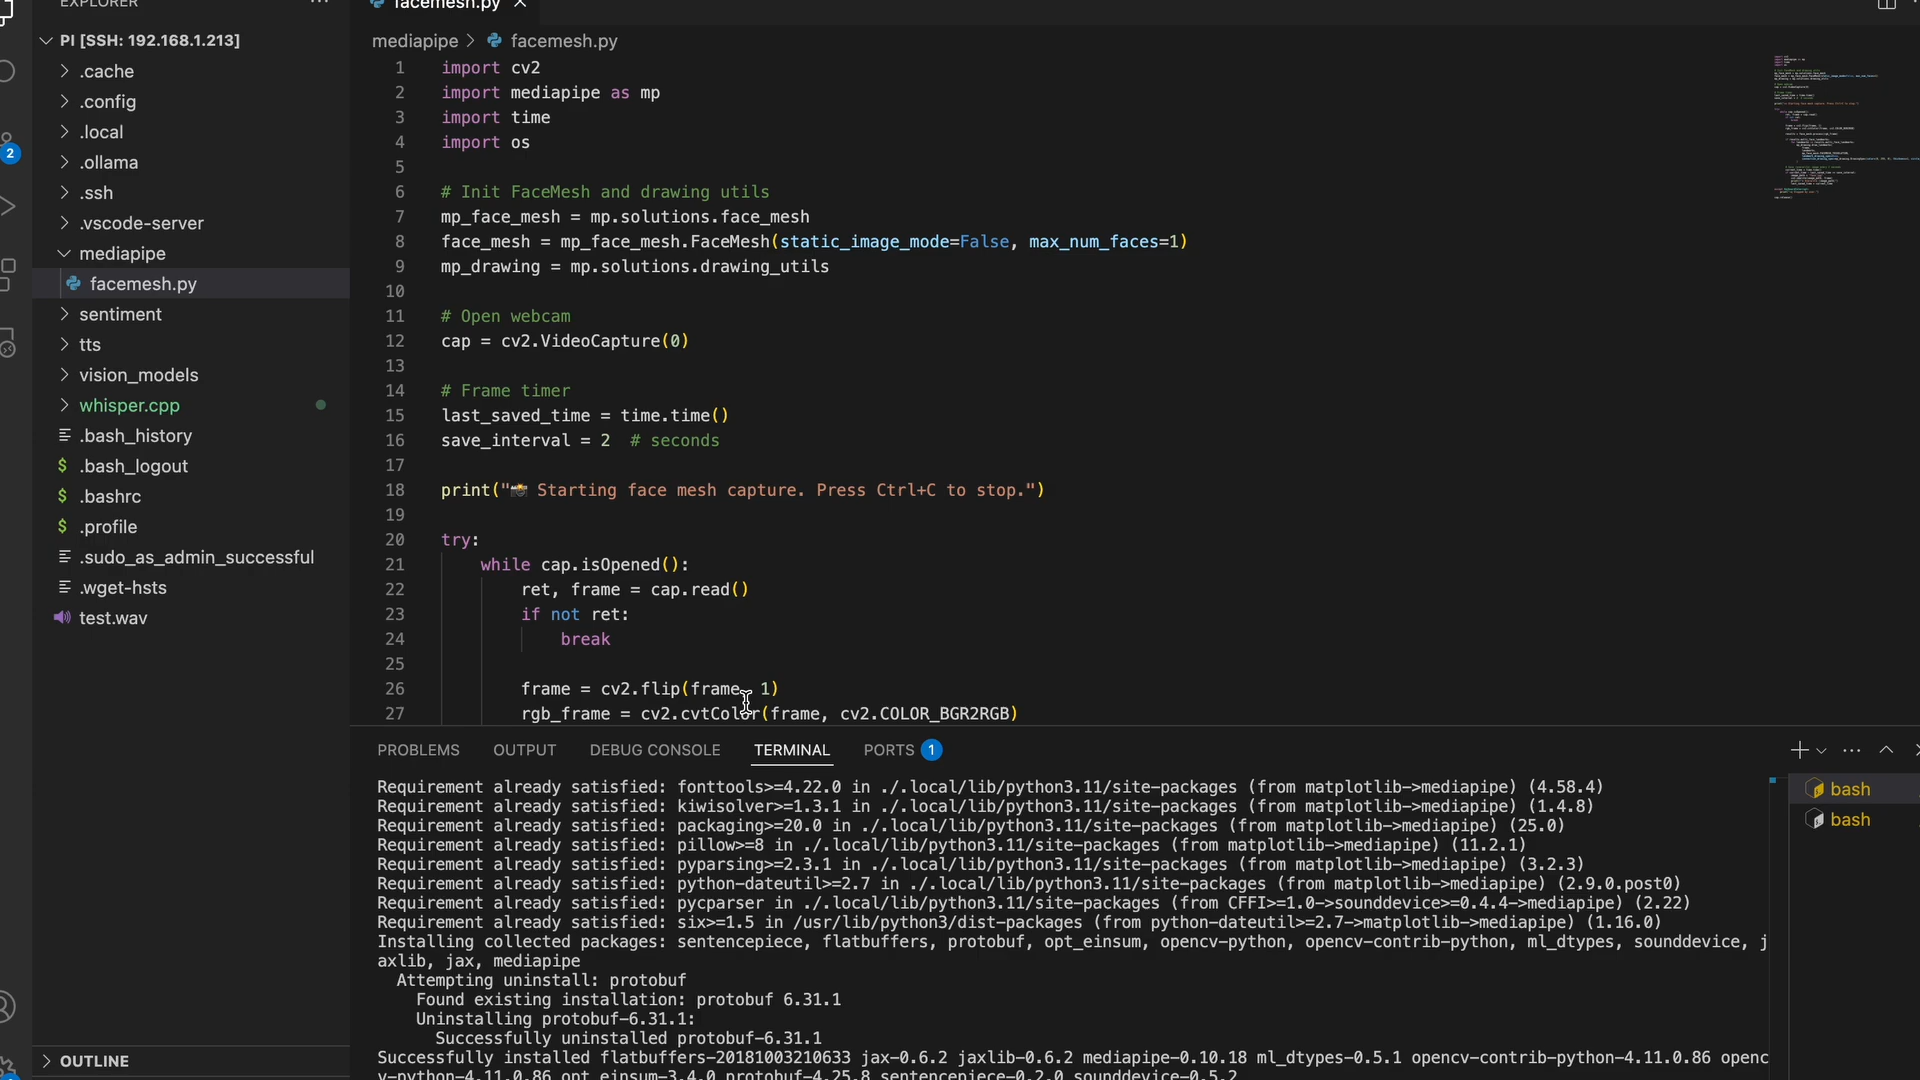 EXPLORER
facemesh.py
PI [SSH: 192.168.1.213]
.cache
.config
.local
.ollama
.ssh
.vscode-server
mediapipe
facemesh.py
sentiment
tts
vision_models
whisper.cpp
.bash_history
$ .bash_logout
$ .bashrc
$ .profile
.sudo_as_admin_successful
.wget-hsts
test.wav
OUTLINE
2
mediapipe > facemesh.py
1 import cv2
2 import mediapipe as mp
3 import time
4 import os
5
6 # Init FaceMesh and drawing utils
7 mp_face_mesh = mp.solutions.face_mesh
8 face_mesh = mp_face_mesh.FaceMesh(static_image_mode=False, max_num_faces=1)
9 mp_drawing = mp.solutions.drawing_utils
10
11 # Open webcam
12 cap = cv2.VideoCapture(0)
13
14 # Frame timer
15 last_saved_time = time.time()
16 save_interval = 2  # seconds
17
18 print("📸 Starting face mesh capture. Press Ctrl+C to stop.")
19
20 try:
21     while cap.isOpened():
22         ret, frame = cap.read()
23         if not ret:
24             break
25
26         frame = cv2.flip(frame, 1)
27         rgb_frame = cv2.cvtColor(frame, cv2.COLOR_BGR2RGB)
PROBLEMS OUTPUT DEBUG CONSOLE TERMINAL PORTS 1
Requirement already satisfied: fonttools>=4.22.0 in ./.local/lib/python3.11/site-packages (from matplotlib->mediapipe) (4.58.4)
Requirement already satisfied: kiwisolver>=1.3.1 in ./.local/lib/python3.11/site-packages (from matplotlib->mediapipe) (1.4.8)
Requirement already satisfied: packaging>=20.0 in ./.local/lib/python3.11/site-packages (from matplotlib->mediapipe) (25.0)
Requirement already satisfied: pillow>=8 in ./.local/lib/python3.11/site-packages (from matplotlib->mediapipe) (11.2.1)
Requirement already satisfied: pyparsing>=2.3.1 in ./.local/lib/python3.11/site-packages (from matplotlib->mediapipe) (3.2.3)
Requirement already satisfied: python-dateutil>=2.7 in ./.local/lib/python3.11/site-packages (from matplotlib->mediapipe) (2.9.0.post0)
Requirement already satisfied: pycparser in ./.local/lib/python3.11/site-packages (from CFFI>=1.0->sounddevice>=0.4.4->mediapipe) (2.22)
Requirement already satisfied: six>=1.5 in /usr/lib/python3/dist-packages (from python-dateutil>=2.7->matplotlib->mediapipe) (1.16.0)
Installing collected packages: sentencepiece, flatbuffers, protobuf, opt_einsum, opencv-python, opencv-contrib-python, ml_dtypes, sounddevice, j
axlib, jax, mediapipe
  Attempting uninstall: protobuf
    Found existing installation: protobuf 6.31.1
    Uninstalling protobuf-6.31.1:
      Successfully uninstalled protobuf-6.31.1
Successfully installed flatbuffers-20181003210633 jax-0.6.2 jaxlib-0.6.2 mediapipe-0.10.18 ml_dtypes-0.5.1 opencv-contrib-python-4.11.0.86 openc
v-python-4.11.0.86 opt_einsum-3.4.0 protobuf-4.25.8 sentencepiece-0.2.0 sounddevice-0.5.2
bash
bash